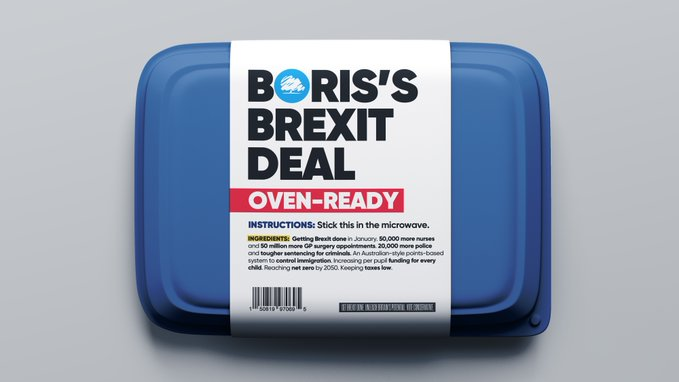 BORIS'S
BREXIT
DEAL
OVEN-READY
INSTRUCTIONS: Stick this in the microwave.
INGREDIENTS: Getting Brexit done in January. 50,000 more nurses
and 50 million more GP surgery appointments. 20,000 more police
and tougher sentencing for criminals. An Australian-style points-based
system to control immigration. Increasing per pupil funding for every
child. Reaching net zero by 2050. Keeping taxes low.
1 50819 97069 5
GET BREXIT DONE. UNLEASH BRITAIN'S POTENTIAL. VOTE CONSERVATIVE